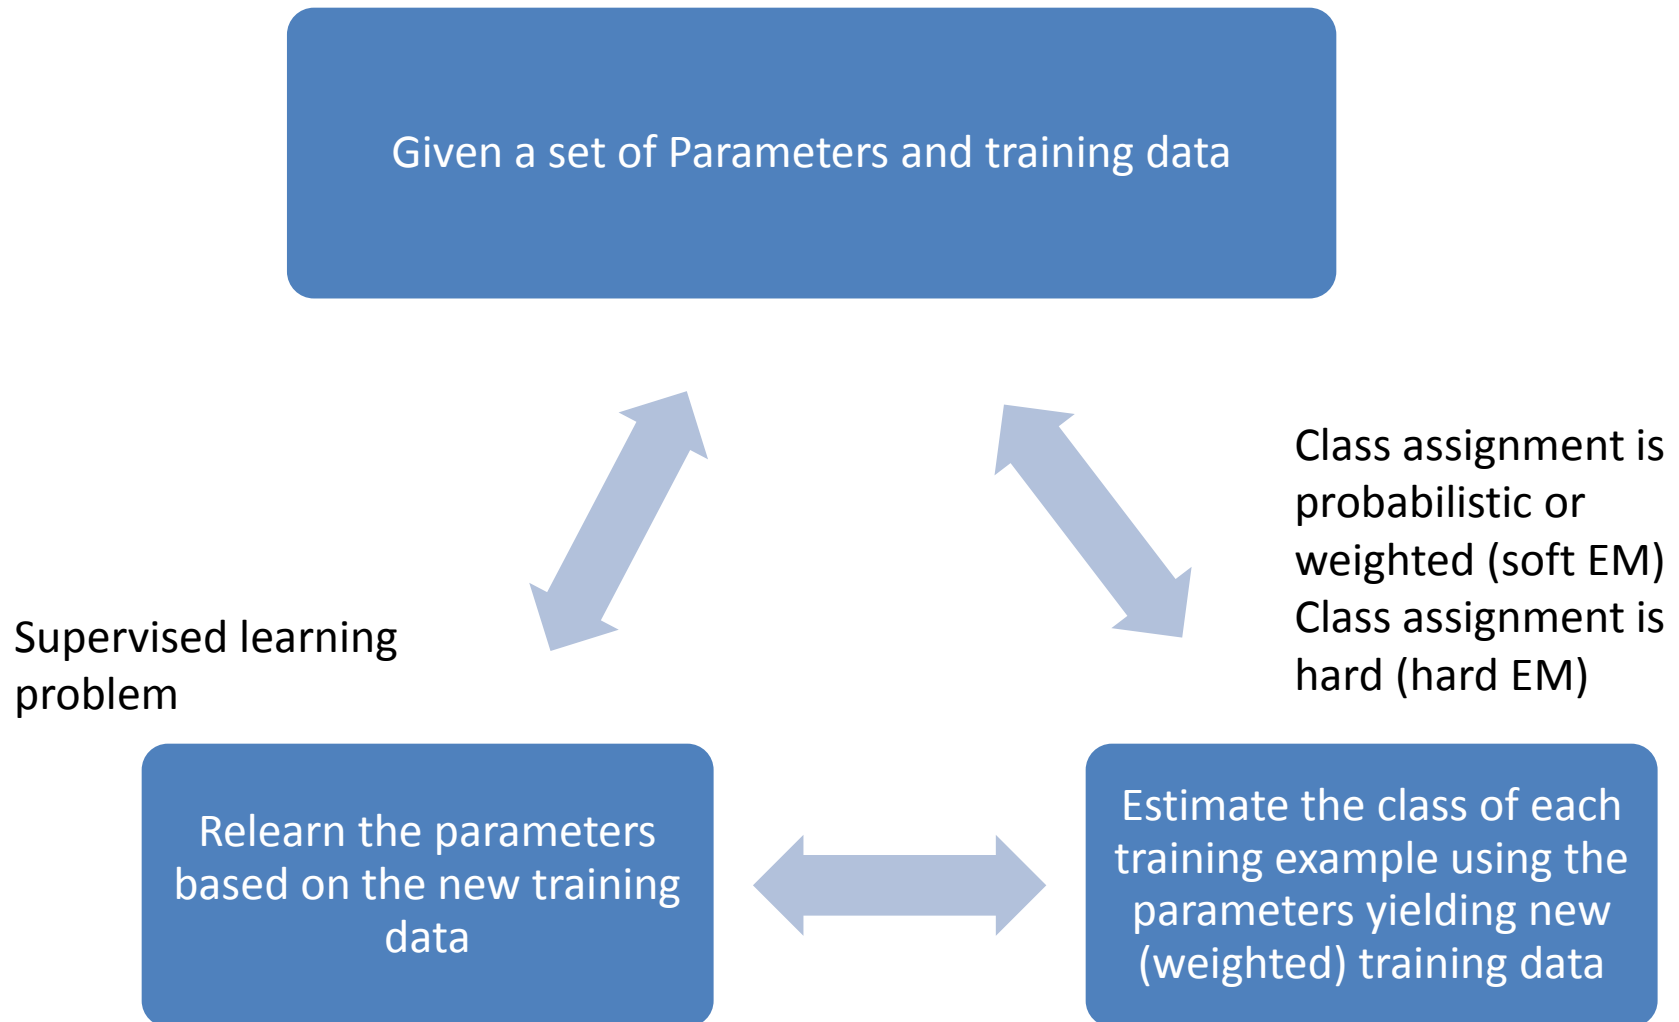 Given a set of Parameters and training data
Class assignment is
probabilistic or
weighted (soft EM)
Class assignment is
hard (hard EM)
Supervised learning
problem
Relearn the parameters
based on the new training
data
Estimate the class of each
training example using the
parameters yielding new
(weighted) training data